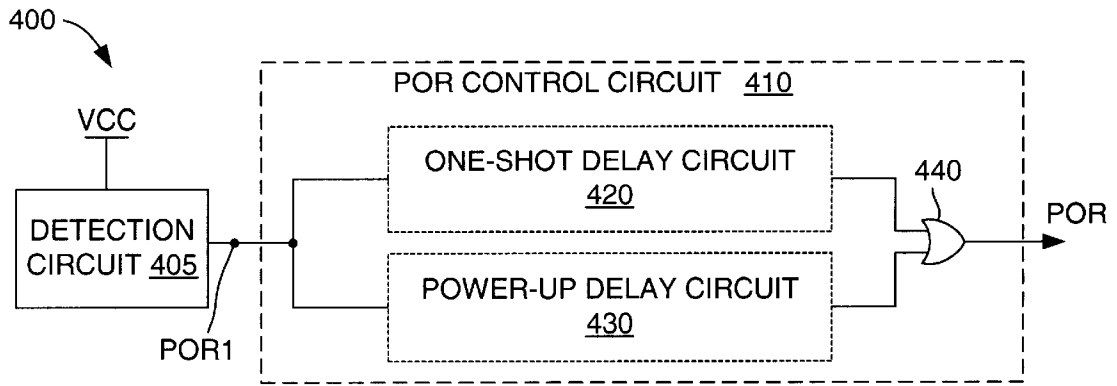 400
POR CONTROL CIRCUIT 410
VCC
ONE-SHOT DELAY CIRCUIT
420
440
POR
DETECTION
CIRCUIT 405
POWER-UP DELAY CIRCUIT
430
POR1